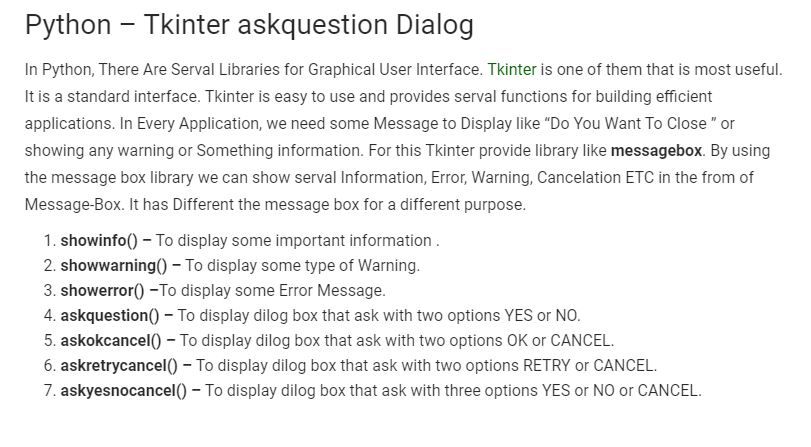 Python – Tkinter askquestion Dialog
In Python, There Are Serval Libraries for Graphical User Interface. Tkinter is one of them that is most useful.
It is a standard interface. Tkinter is easy to use and provides serval functions for building efficient
applications. In Every Application, we need some Message to Display like “Do You Want To Close ” or
showing any warning or Something information. For this Tkinter provide library like messagebox. By using
the message box library we can show serval Information, Error, Warning, Cancelation ETC in the from of
Message-Box. It has Different the message box for a different purpose.
1. showinfo() – To display some important information .
2. showwarning() – To display some type of Warning.
3. showerror() –To display some Error Message.
4. askquestion() – To display dilog box that ask with two options YES or NO.
5. askokcancel() – To display dilog box that ask with two options OK or CANCEL.
6. askretrycancel() – To display dilog box that ask with two options RETRY or CANCEL.
7. askyesnocancel() – To display dilog box that ask with three options YES or NO or CANCEL.